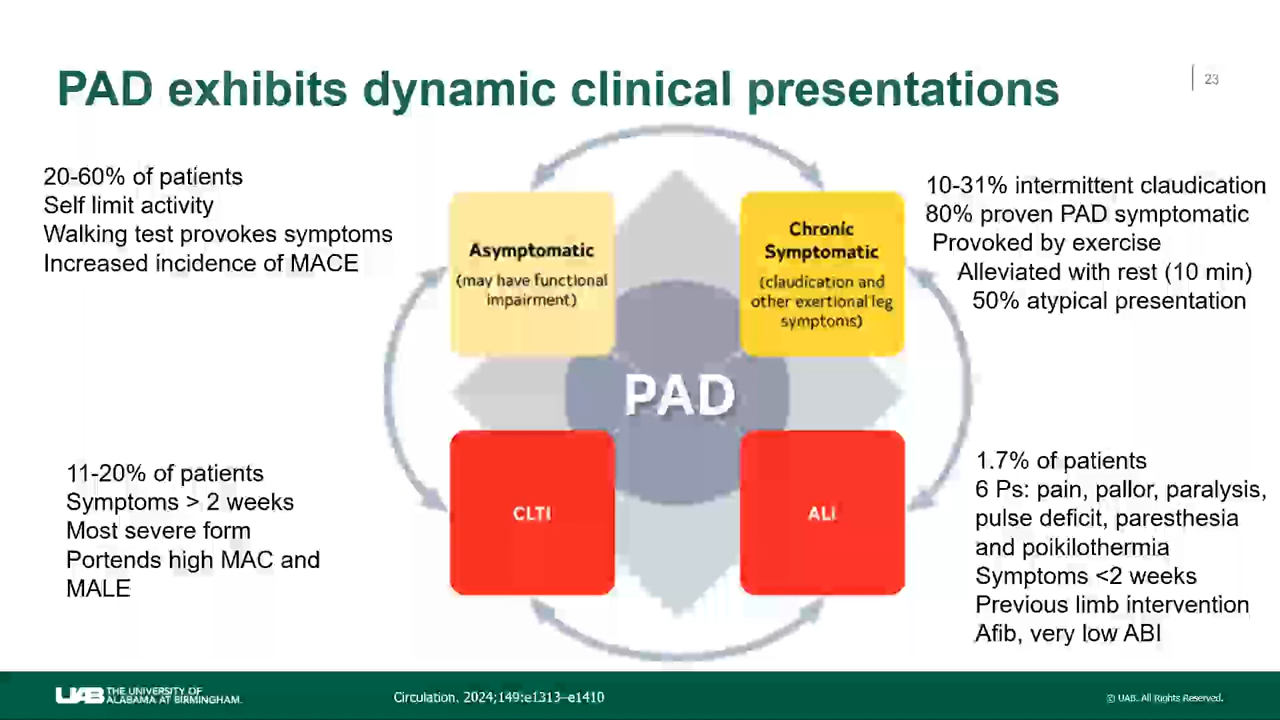 PAD exhibits dynamic clinical presentations
23
20-60% of patients
Self limit activity
Walking test provokes symptoms
Increased incidence of MACE
Asymptomatic
(may have functional
impairment)
Chronic
Symptomatic
(claudication and
other exertional leg
symptoms)
10-31% intermittent claudication
80% proven PAD symptomatic
Provoked by exercise
Alleviated with rest (10 min)
50% atypical presentation
PAD
11-20% of patients
Symptoms > 2 weeks
Most severe form
Portends high MAC and
MALE
CLTI
ALI
1.7% of patients
6 Ps: pain, pallor, paralysis,
pulse deficit, paresthesia
and poikilothermia
Symptoms <2 weeks
Previous limb intervention
Afib, very low ABI
UAB THE UNIVERSITY OF
ALABAMA AT BIRMINGHAM.
Circulation. 2024;149:e1313–e1410
© UAB. All Rights Reserved.